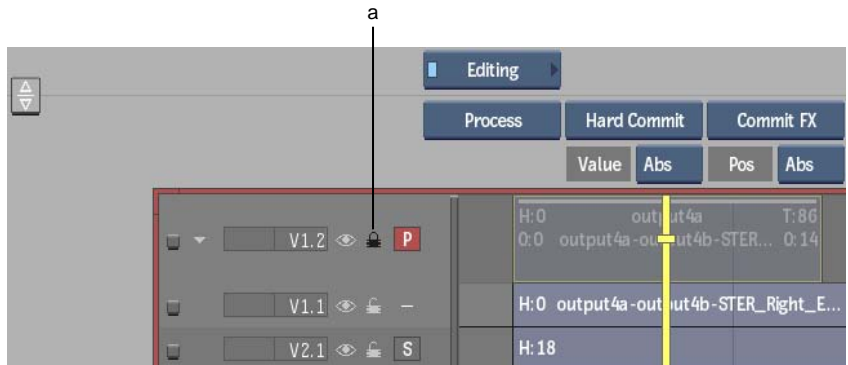 a
Editing
Process Hard Commit Commit FX
Value Abs Pos Abs
H:0 output4a T:86
V1.2 P 0:0 output4a-output4b-STER... 0:14
V1.1 – H:0 output4a-output4b-STER_Right_E...
V2.1 S H:18